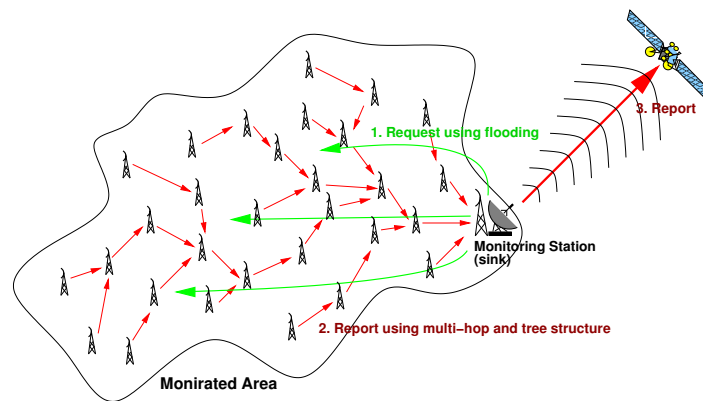 3. Report
1. Request using flooding
Monitoring Station
(sink)
2. Report using multi−hop and tree structure
Monirated Area